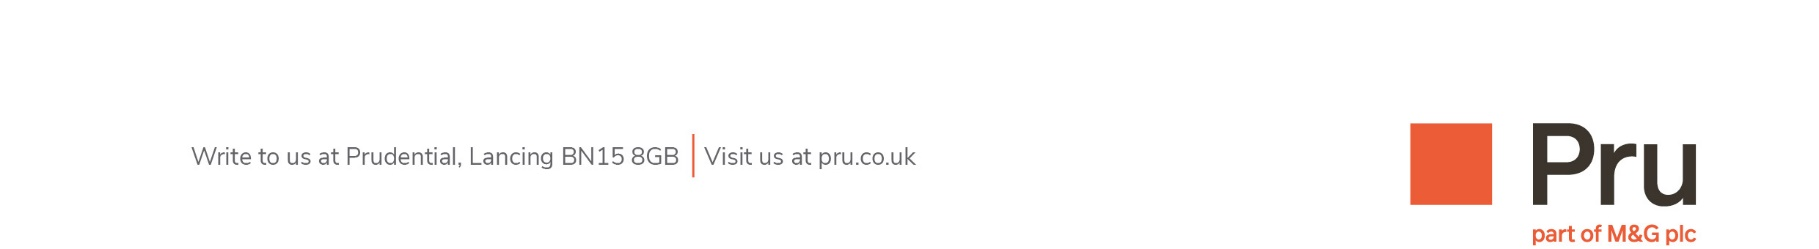 Write to us at Prudential, Lancing BN15 8GB | Visit us at pru.co.uk
Pru
part of M&G plc